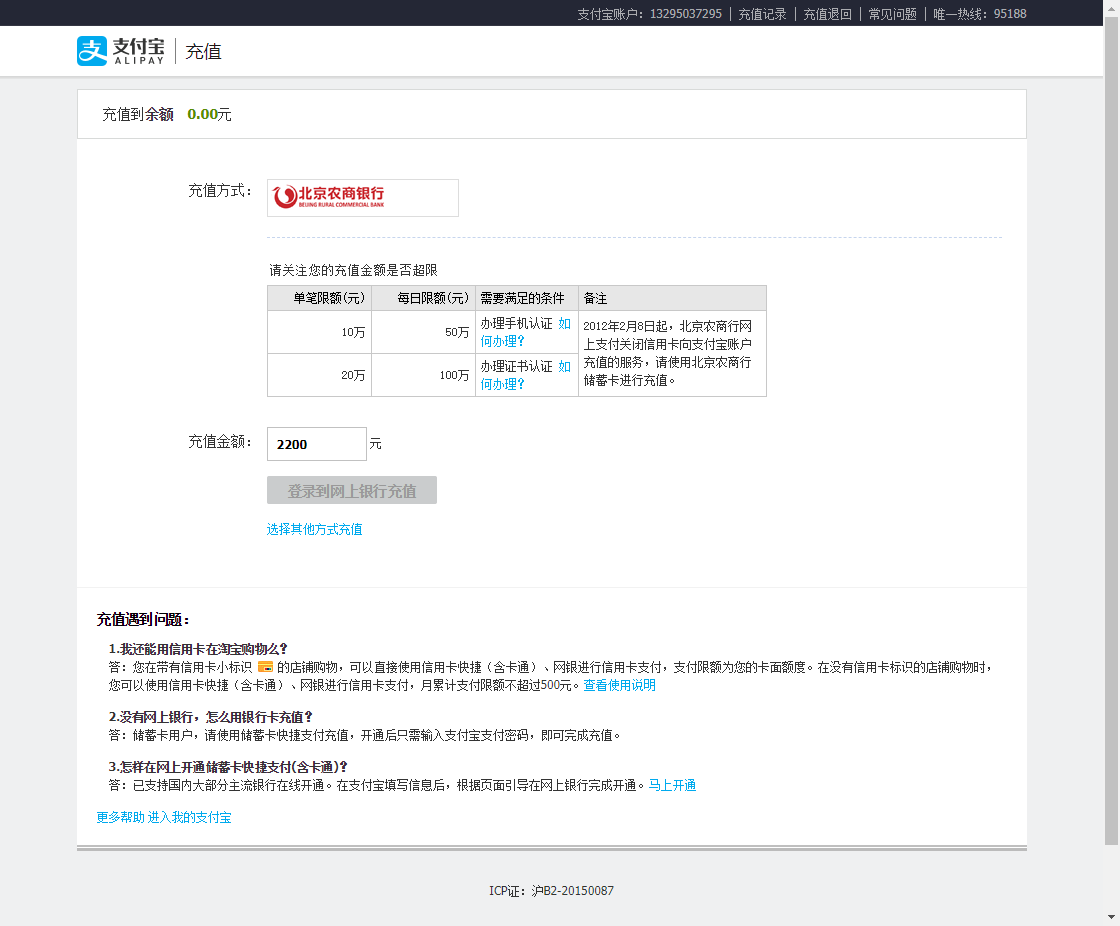 支付宝账户：13295037295 | 充值记录 | 充值退回 | 常见问题 | 唯一热线：95188
支付宝 ALIPAY 充值
充值到余额 0.00元
充值方式： 北京农商银行
BEIJING RURAL COMMERCIAL BANK
请关注您的充值金额是否超限
单笔限额(元) 每日限额(元) 需要满足的条件 备注
10万 50万 办理手机认证 如何办理?
20万 100万 办理证书认证 如何办理?
2012年2月8日起，北京农商行网
上支付关闭信用卡向支付宝账户
充值的服务，请使用北京农商行
储蓄卡进行充值。
充值金额： 2200 元
登录到网上银行充值
选择其他方式充值
充值遇到问题：
1.我还能用信用卡在淘宝购物么?
答：您在带有信用卡小标识 的店铺购物，可以直接使用信用卡快捷（含卡通）、网银进行信用卡支付，支付限额为您的卡面额度。在没有信用卡标识的店铺购物时，
您可以使用信用卡快捷（含卡通）、网银进行信用卡支付，月累计支付限额不超过500元。查看使用说明
2.没有网上银行，怎么用银行卡充值?
答：储蓄卡用户，请使用储蓄卡快捷支付充值，开通后只需输入支付宝支付密码，即可完成充值。
3.怎样在网上开通储蓄卡快捷支付(含卡通)?
答：已支持国内大部分主流银行在线开通。在支付宝填写信息后，根据页面引导在网上银行完成开通。马上开通
更多帮助 进入我的支付宝
ICP证：沪B2-20150087